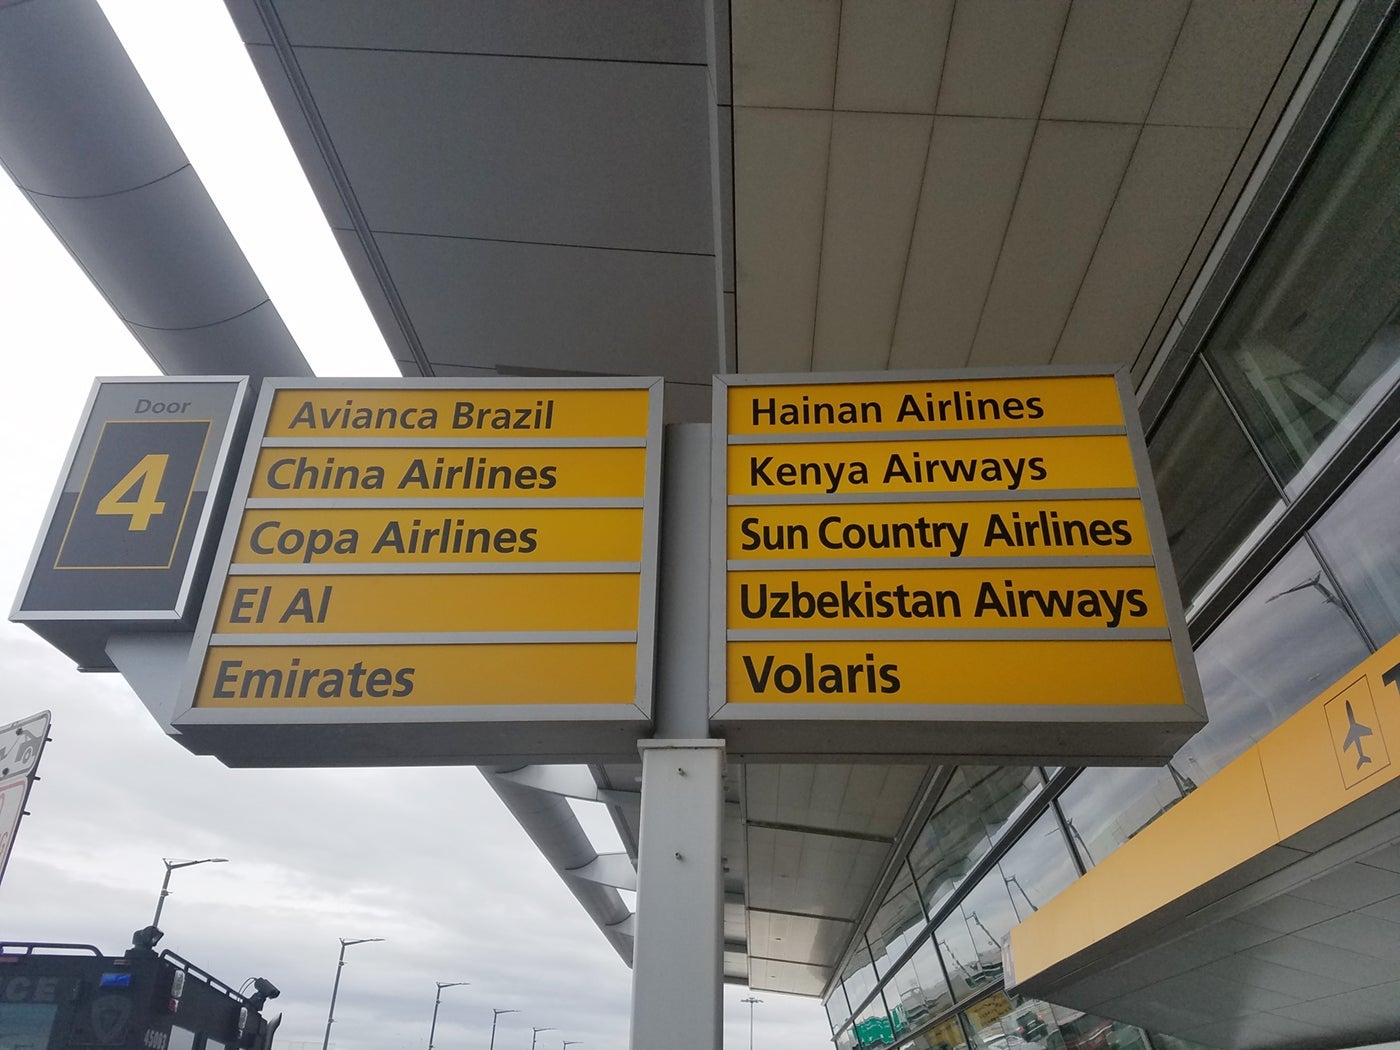 Door
4
Avianca Brazil
China Airlines
Copa Airlines
El Al
Emirates
Hainan Airlines
Kenya Airways
Sun Country Airlines
Uzbekistan Airways
Volaris